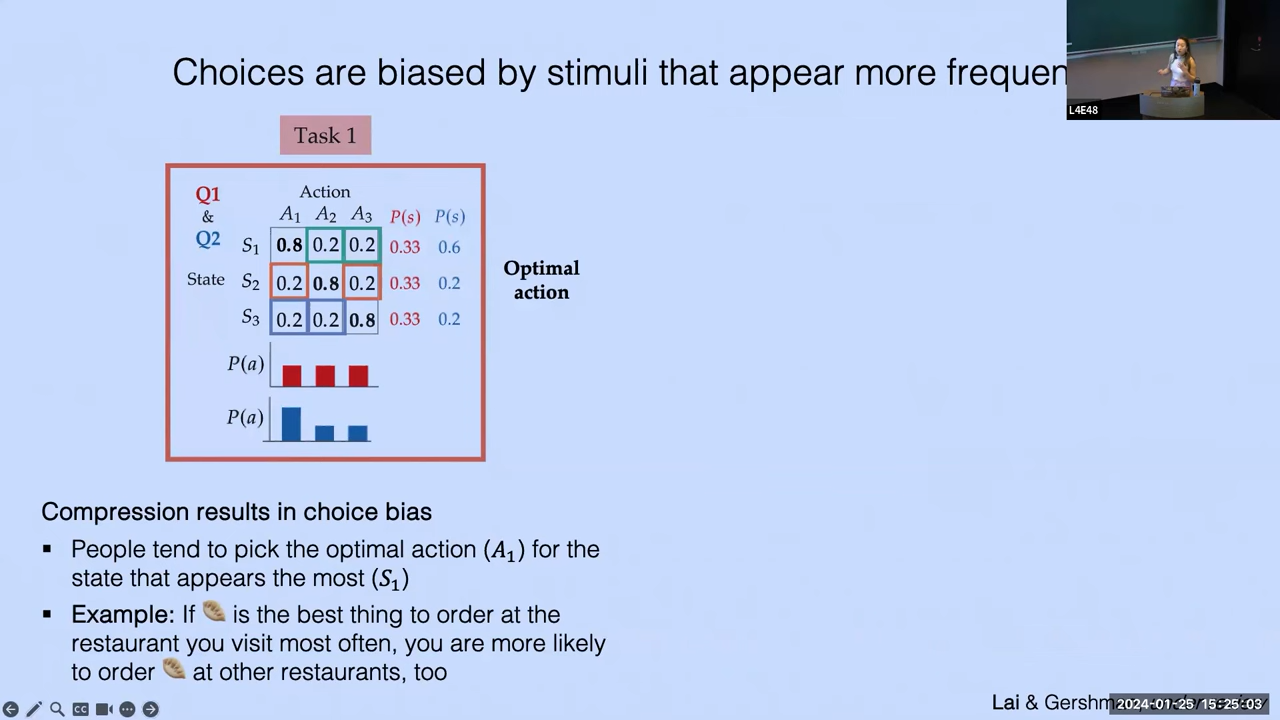 Choices are biased by stimuli that appear more frequen
L4E48
Task 1
Q1
&
Q2
Action
A₁ A₂ A₃ P(s) P(s)
State
S₁ 0.8 0.2 0.2 0.33 0.6
S₂ 0.2 0.8 0.2 0.33 0.2
S₃ 0.2 0.2 0.8 0.33 0.2
P(a)
P(a)
Optimal
action
Compression results in choice bias
▪ People tend to pick the optimal action (A₁) for the
state that appears the most (S₁)
▪ Example: If 🥟 is the best thing to order at the
restaurant you visit most often, you are more likely
to order 🥟 at other restaurants, too
Lai & Gershm
2024-01-25 15:25:03